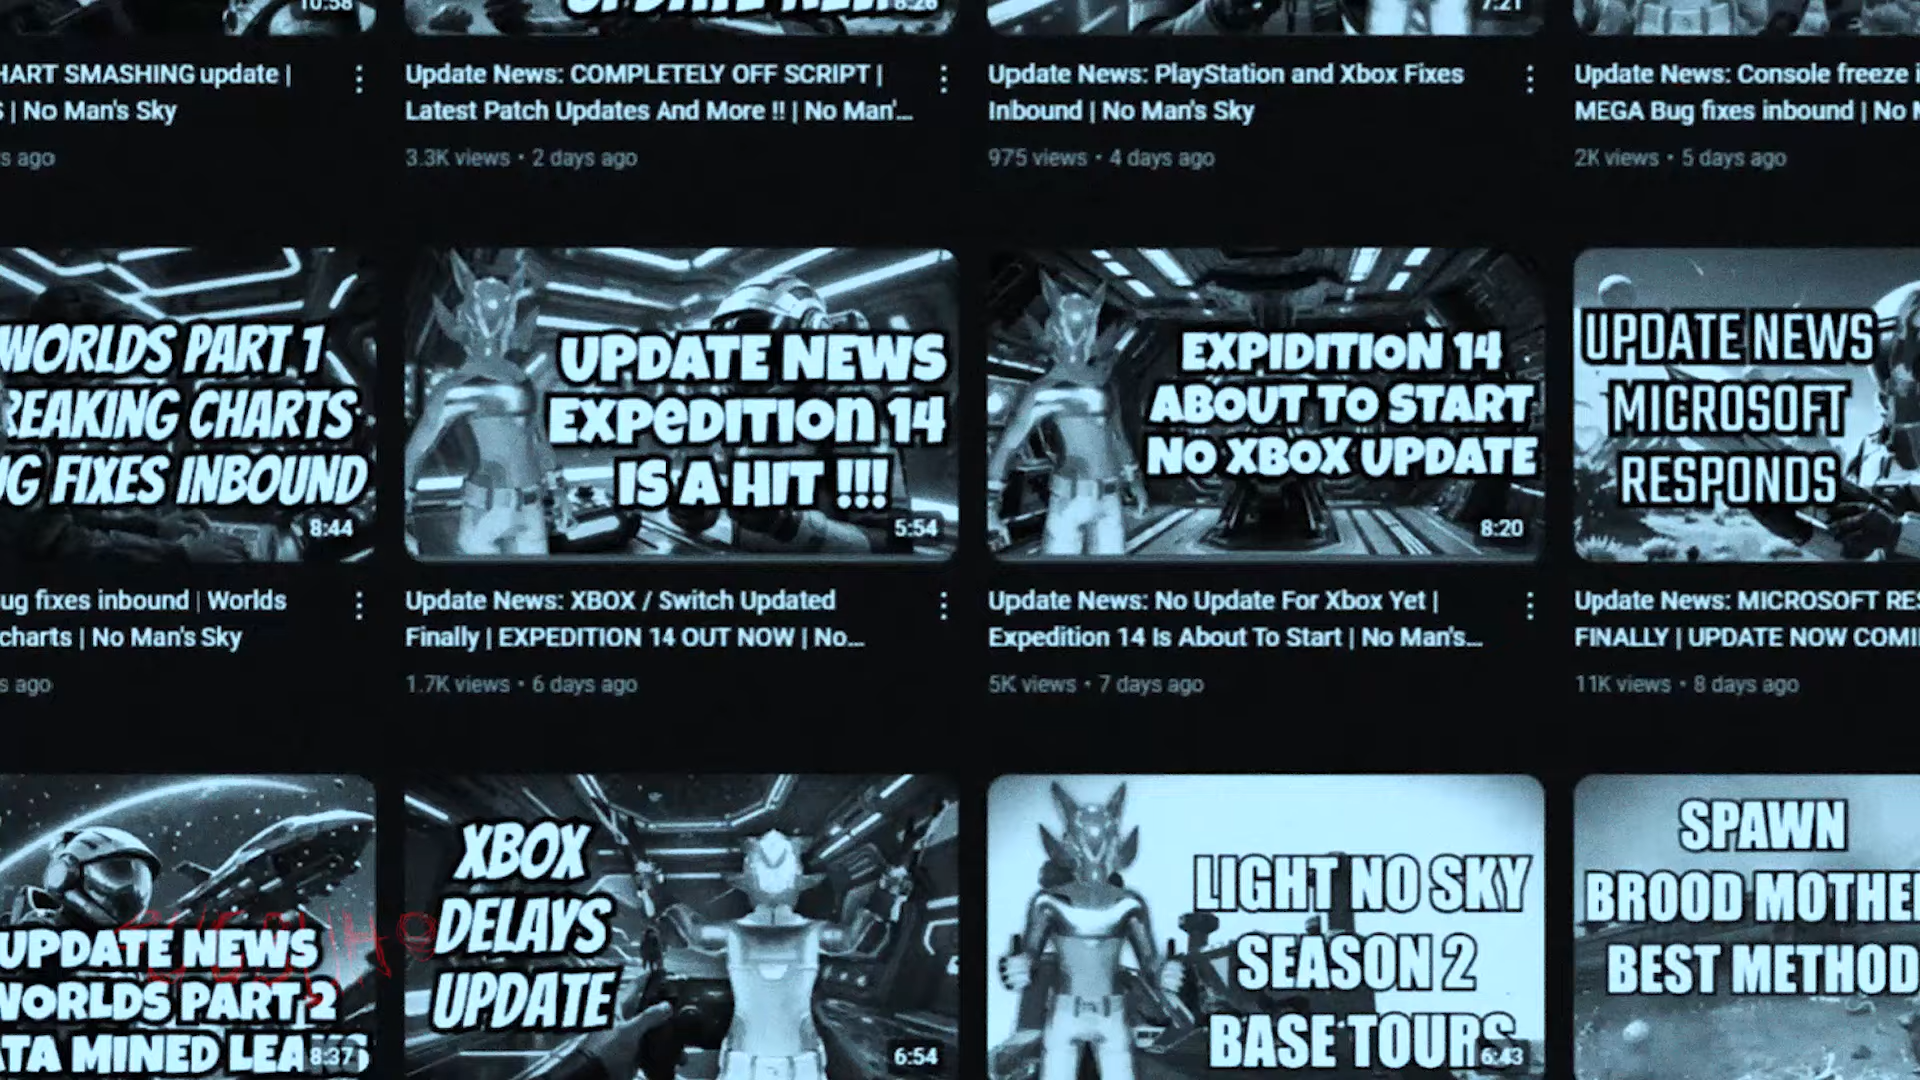 10:58
8:26
7:21
HART SMASHING update |
| No Man's Sky
s ago
Update News: COMPLETELY OFF SCRIPT |
Latest Patch Updates And More !! | No Man'...
3.3K views • 2 days ago
Update News: PlayStation and Xbox Fixes
Inbound | No Man's Sky
975 views • 4 days ago
Update News: Console freeze
MEGA Bug fixes inbound | No
2K views • 5 days ago
WORLDS PART 1
REAKING CHARTS
UG FIXES INBOUND
8:44
UPDATE NEWS
EXPEDITION 14
IS A HIT !!!
5:54
EXPIDITION 14
ABOUT TO START
NO XBOX UPDATE
8:20
UPDATE NEWS
MICROSOFT
RESPONDS
ug fixes inbound | Worlds
charts | No Man's Sky
s ago
Update News: XBOX / Switch Updated
Finally | EXPEDITION 14 OUT NOW | No...
1.7K views • 6 days ago
Update News: No Update For Xbox Yet |
Expedition 14 Is About To Start | No Man's...
5K views • 7 days ago
Update News: MICROSOFT RES
FINALLY | UPDATE NOW COMI
11K views • 8 days ago
UPDATE NEWS
WORLDS PART 2
ATA MINED LEA
8:37
XBOX
DELAYS
UPDATE
6:54
LIGHT NO SKY
SEASON 2
BASE TOURS
6:43
SPAWN
BROOD MOTHE
BEST METHOD